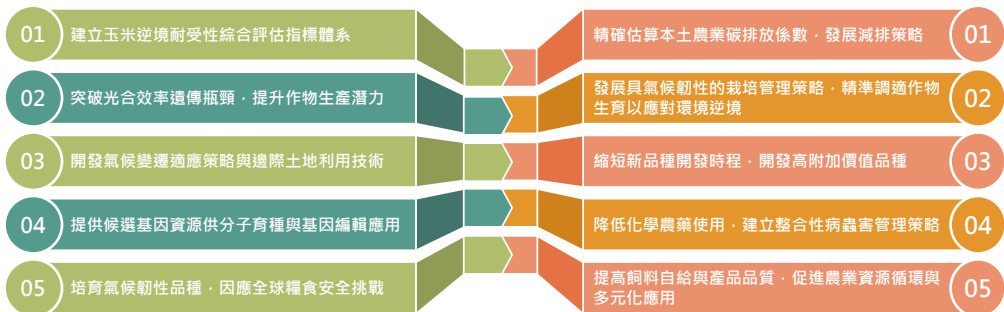 01 建立玉米逆境耐受性綜合評估指標體系
02 突破光合效率遺傳瓶頸，提升作物生產潛力
03 開發氣候變遷適應策略與邊際土地利用技術
04 提供候選基因資源供分子育種與基因編輯應用
05 培育氣候韌性品種，因應全球糧食安全挑戰
精確估算本土農業碳排放係數，發展減排策略 01
發展具氣候韌性的栽培管理策略，精準調適作物
生育以應對環境逆境 02
縮短新品種開發時程，開發高附加價值品種 03
降低化學農藥使用，建立整合性病蟲害管理策略 04
提高飼料自給與產品品質，促進農業資源循環與
多元化應用 05